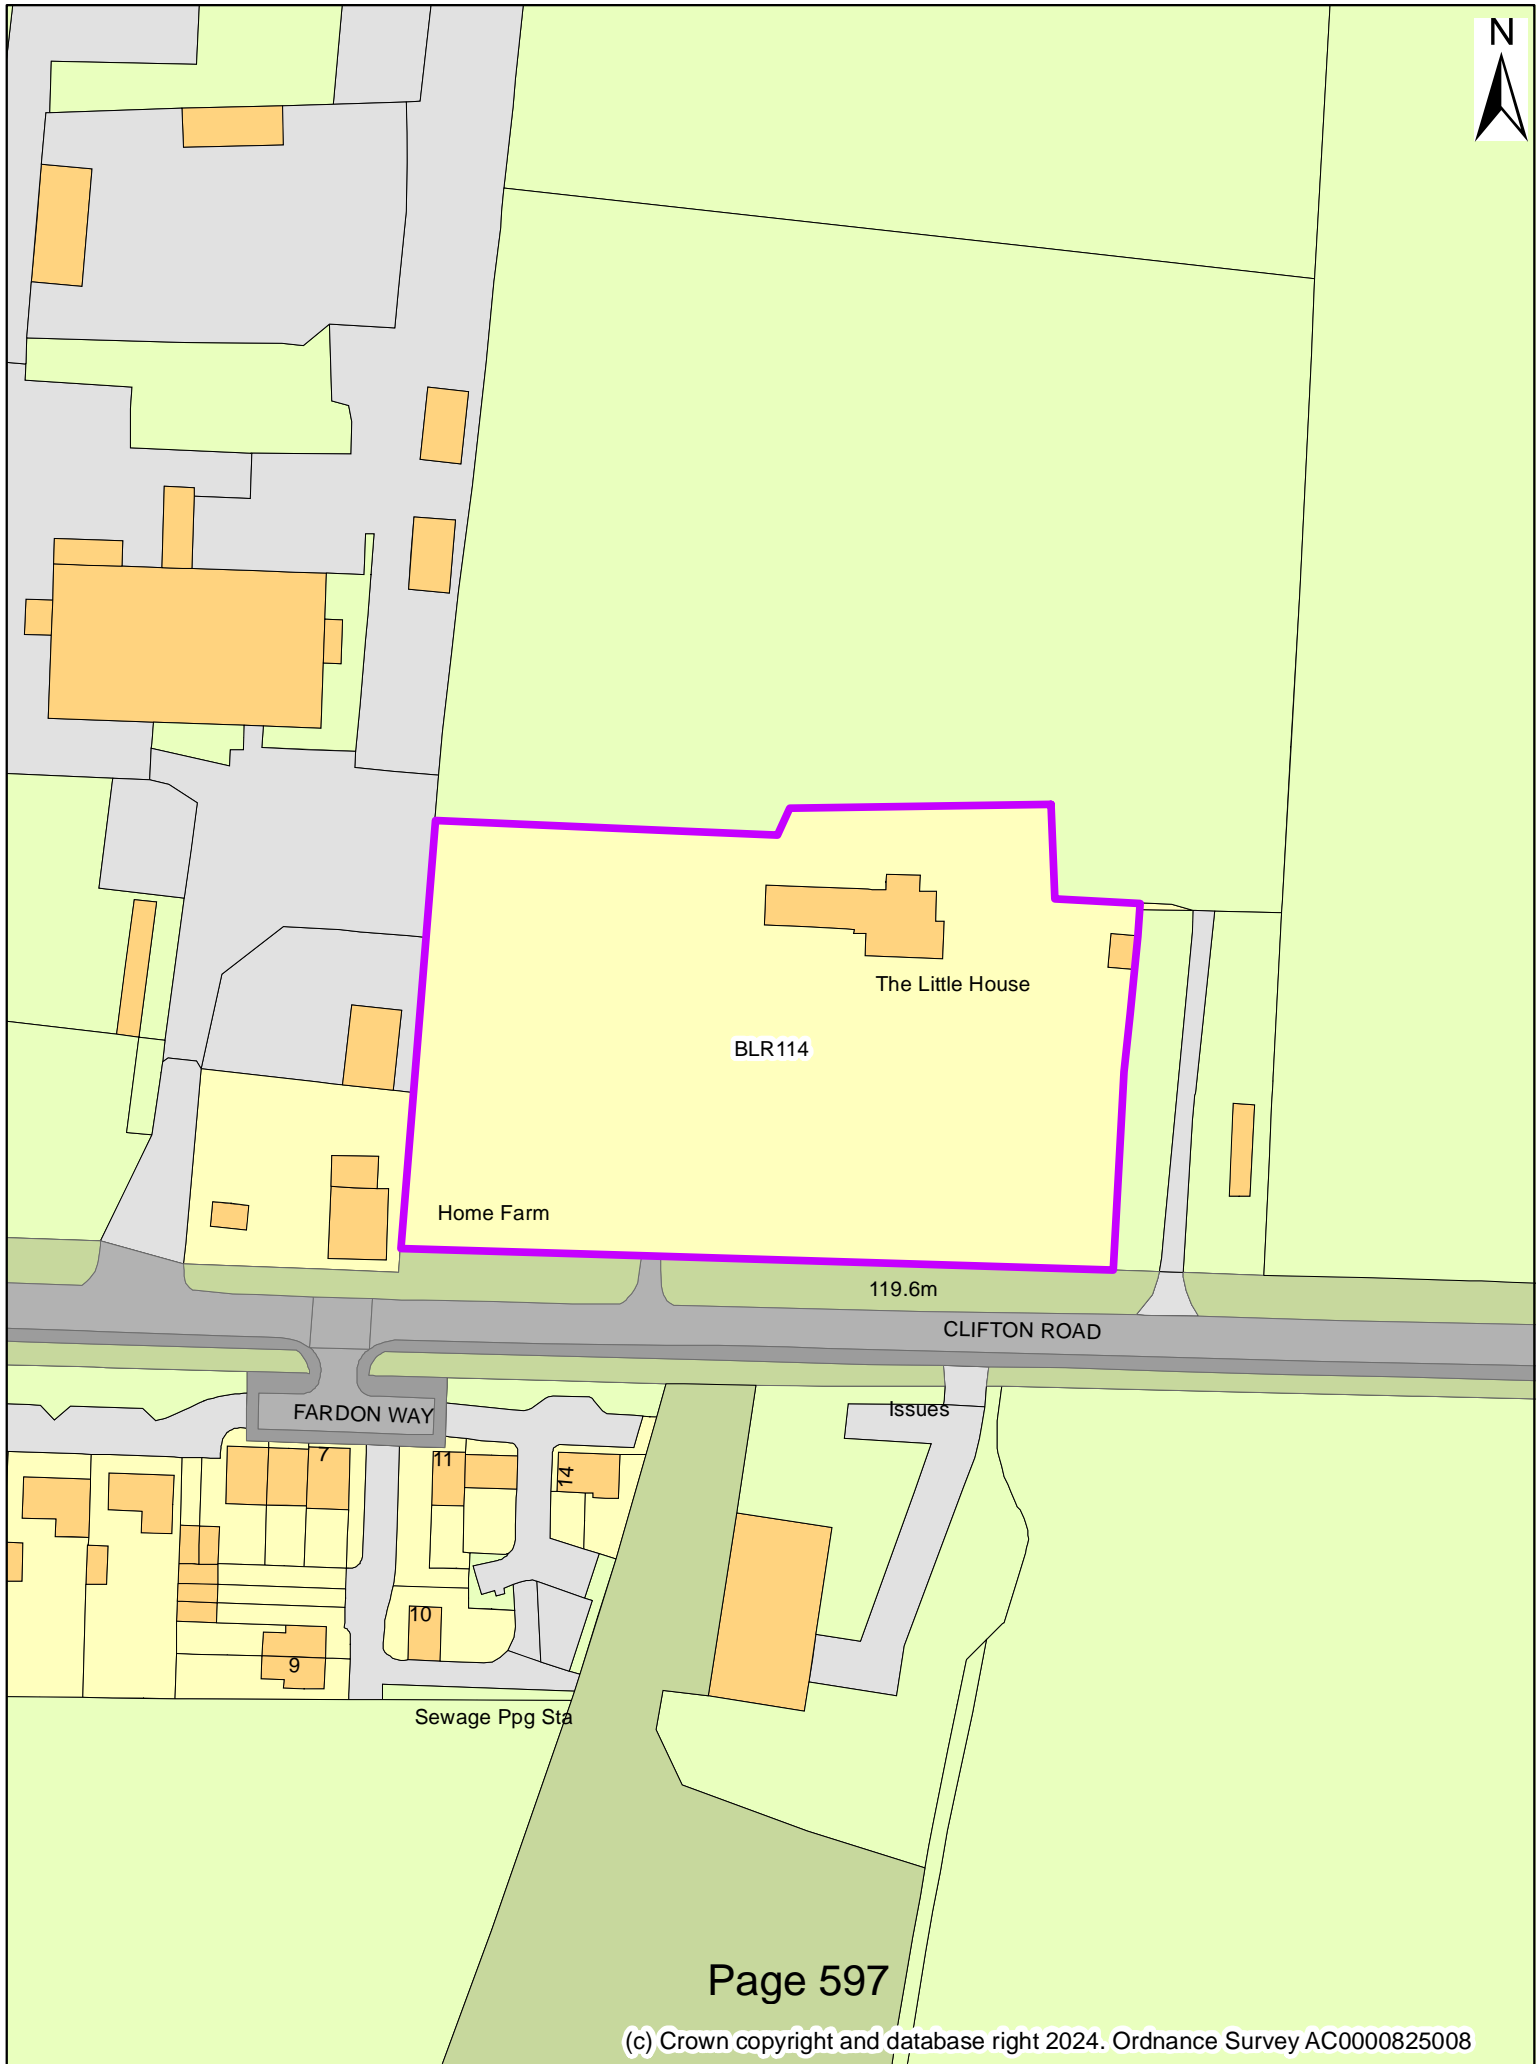 N
The Little House
BLR114
Home Farm
119.6m
CLIFTON ROAD
Issues
FARDON WAY
7
11
14
10
9
Sewage Ppg Sta
Page 597
(c) Crown copyright and database right 2024. Ordnance Survey AC0000825008